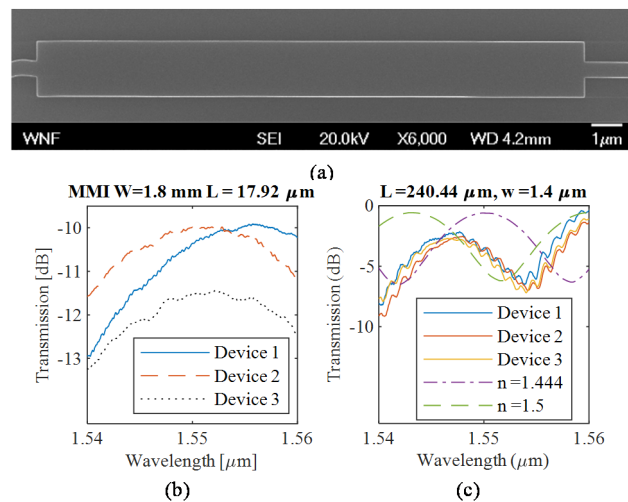 WNF SEI 20.0kV X6,000 WD 4.2mm 1μm
(a)
MMI W=1.8 mm L = 17.92 μm
Transmission [dB]
-10
-11
-12
-13
Device 1
Device 2
Device 3
1.54 1.55 1.56
Wavelength [μm]
(b)
L=240.44 μm, w=1.4 μm
Transmission (dB)
0
-5
-10
Device 1
Device 2
Device 3
n =1.444
n =1.5
1.54 1.55 1.56
Wavelength (μm)
(c)